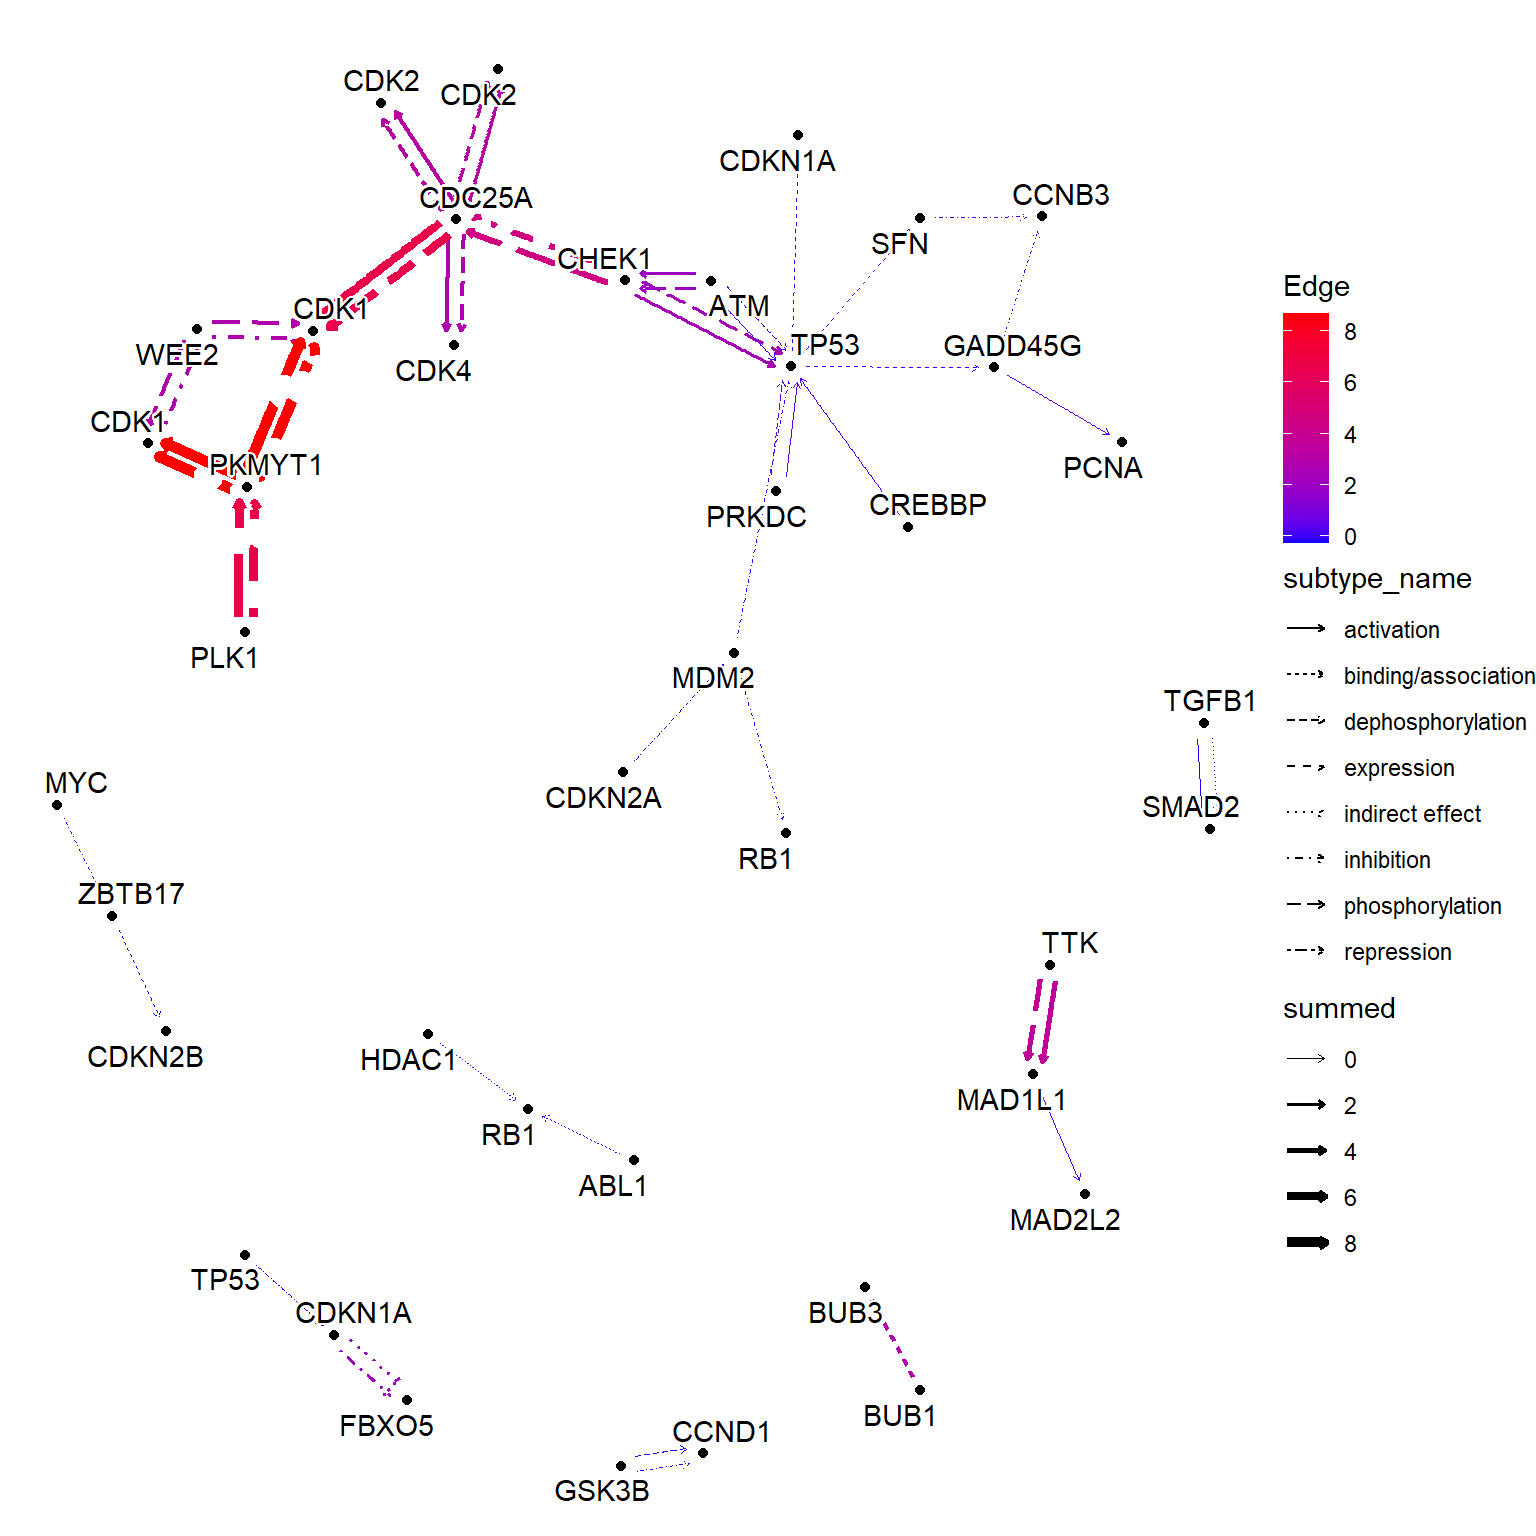 CDK2
CDK2
CDKN1A
CDC25A
CCNB3
SFN
CHEK1
ATM
CDK1
WEE2
CDK4
TP53
GADD45G
CDK1
PKMYT1
PCNA
PRKDC
CREBBP
PLK1
MDM2
TGFB1
SMAD2
MYC
CDKN2A
RB1
ZBTB17
TTK
CDKN2B
HDAC1
MAD1L1
RB1
ABL1
MAD2L2
TP53
CDKN1A
BUB3
FBXO5
BUB1
CCND1
GSK3B
Edge
8
6
4
2
0
subtype_name
activation
binding/association
dephosphorylation
expression
indirect effect
inhibition
phosphorylation
repression
summed
0
2
4
6
8